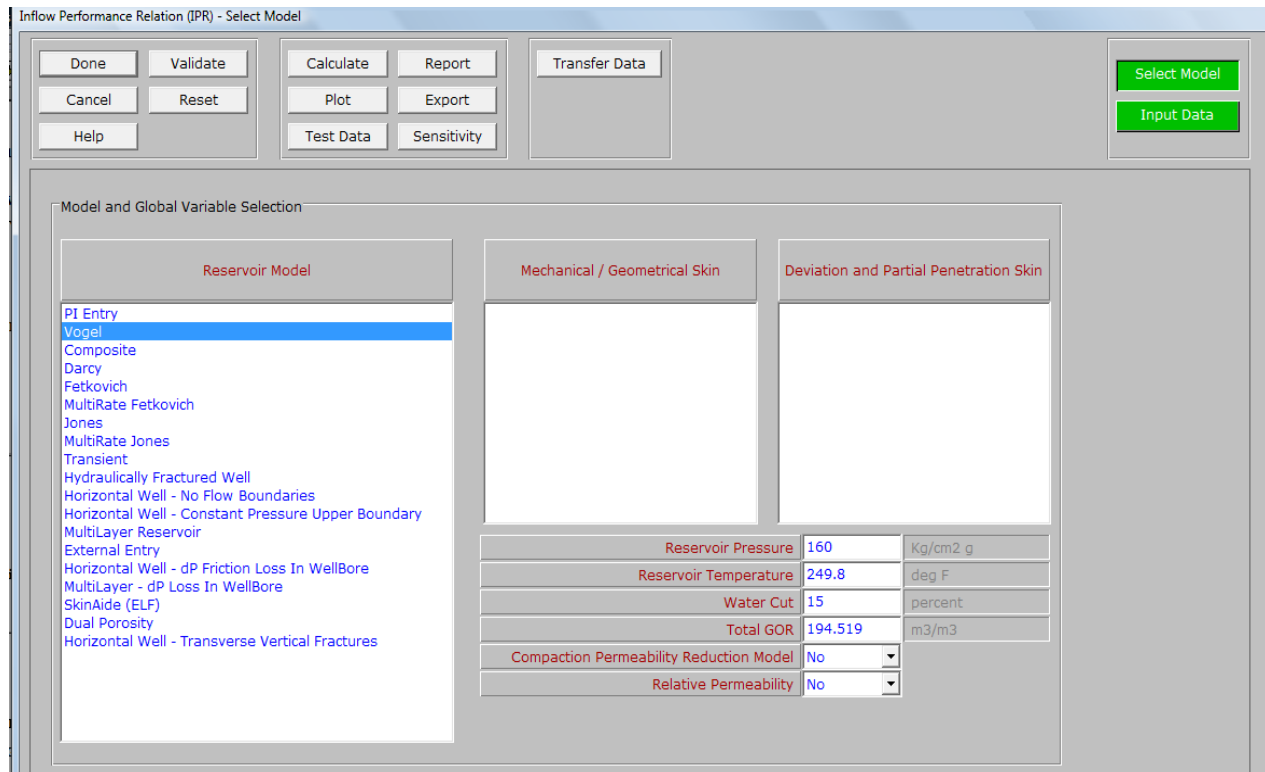 Inflow Performance Relation (IPR) - Select Model
Done
Validate
Calculate
Report
Transfer Data
Select Model
Cancel
Reset
Plot
Export
Input Data
Help
Test Data
Sensitivity
Model and Global Variable Selection
Reservoir Model
Mechanical / Geometrical Skin
Deviation and Partial Penetration Skin
PI Entry
Vogel
Composite
Darcy
Fetkovich
MultiRate Fetkovich
Jones
MultiRate Jones
Transient
Hydraulically Fractured Well
Horizontal Well - No Flow Boundaries
Horizontal Well - Constant Pressure Upper Boundary
MultiLayer Reservoir
External Entry
Horizontal Well - dP Friction Loss In WellBore
MultiLayer - dP Loss In WellBore
SkinAide (ELF)
Dual Porosity
Horizontal Well - Transverse Vertical Fractures
Reservoir Pressure 160 Kg/cm2 g
Reservoir Temperature 249.8 deg F
Water Cut 15 percent
Total GOR 194.519 m3/m3
Compaction Permeability Reduction Model No
Relative Permeability No